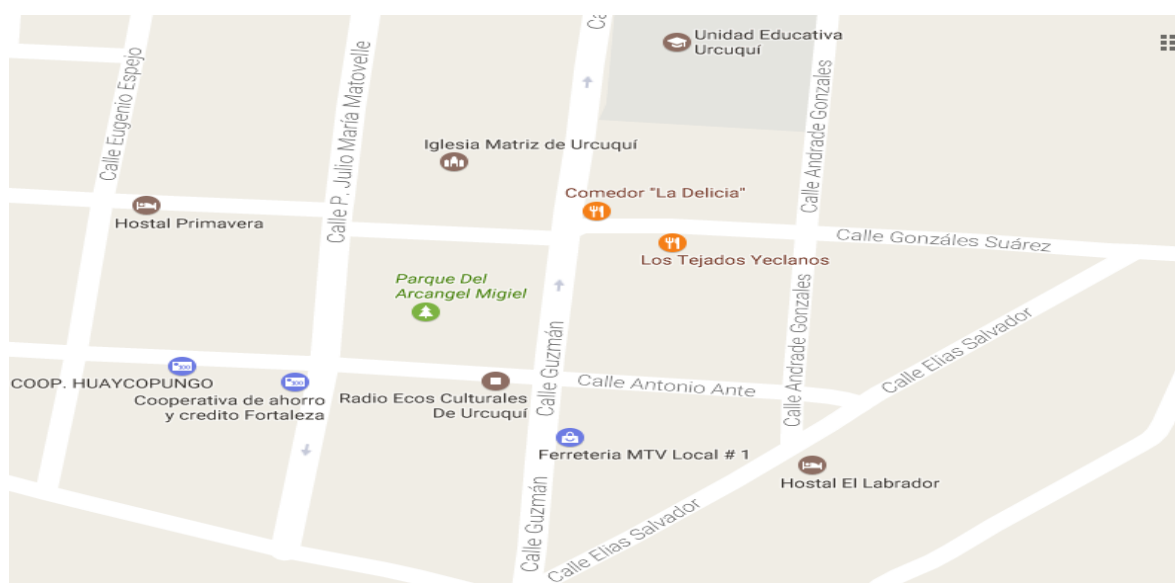 Ca
Unidad Educativa
Urcuquí
Calle Eugenio Espejo
Calle P. Julio María Matovelle
Calle Andrade Gonzales
Iglesia Matriz de Urcuquí
Comedor "La Delicia"
Hostal Primavera
Calle Gonzáles Suárez
Los Tejados Yeclanos
Parque Del
Arcangel Migiel
Calle Andrade Gonzales
Calle Elias Salvador
Calle Guzmán
COOP. HUAYCOPUNGO
Calle Antonio Ante
Cooperativa de ahorro
y credito Fortaleza
Radio Ecos Culturales
De Urcuquí
Ferreteria MTV Local # 1
Hostal El Labrador
Calle Guzmán
Calle Elias Salvador